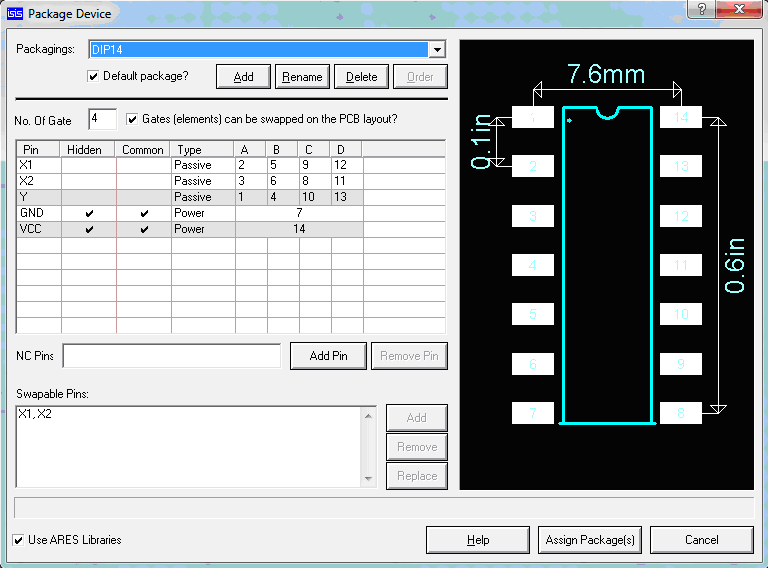 isis Package Device
Packagings: DIP14
Default package? Add Rename Delete Order
No. Of Gate 4 Gates (elements) can be swapped on the PCB layout?
Pin Hidden Common Type A B C D
X1 Passive 2 5 9 12
X2 Passive 3 6 8 11
Y Passive 1 4 10 13
GND Power 7
VCC Power 14
NC Pins Add Pin Remove Pin
Swapable Pins:
X1,X2
Add
Remove
Replace
Use ARES Libraries
Help Assign Package(s) Cancel
7.6mm
0.1in
0.6in
1 14
2 13
3 12
4 11
5 10
6 9
7 8